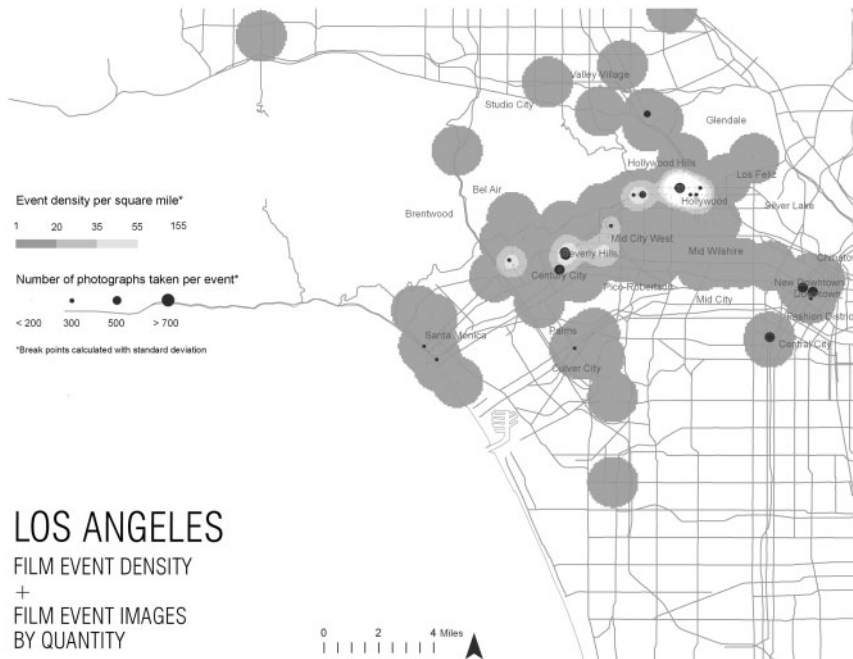 Valley Village
Studio City
Glendale
Hollywood Hills
Los Feliz
Bel Air
Event density per square mile*
Hollywood
Silver Lake
Brentwood
1 20 35 55 155
Mid City West
Mid Wilshire
Beverly Hills
Number of photographs taken per event*
Century City
Pico-Robertson
New Downtown
Mid City
< 200 300 500 > 700
Fashion District
Santa Monica
Palms
Central City
*Break points calculated with standard deviation
Culver City
LOS ANGELES
FILM EVENT DENSITY
+
FILM EVENT IMAGES
BY QUANTITY
0 2 4 Miles